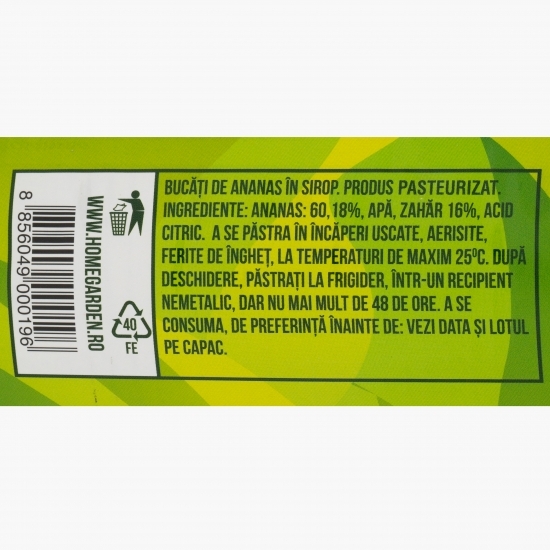 BUCĂȚI DE ANANAS ÎN SIROP. PRODUS PASTEURIZAT.
INGREDIENTE: ANANAS: 60,18%, APĂ, ZAHĂR 16%, ACID
CITRIC. A SE PĂSTRA ÎN ÎNCĂPERI USCATE, AERISITE,
FERITE DE ÎNGHEȚ, LA TEMPERATURI DE MAXIM 25⁰C. DUPĂ
DESCHIDERE, PĂSTRAȚI LA FRIGIDER, ÎNTR-UN RECIPIENT
NEMETALIC, DAR NU MAI MULT DE 48 DE ORE. A SE
CONSUMA, DE PREFERINȚĂ ÎNAINTE DE: VEZI DATA ȘI LOTUL
PE CAPAC.
WWW.HOMEGARDEN.RO
40
FE
8 856049 000196